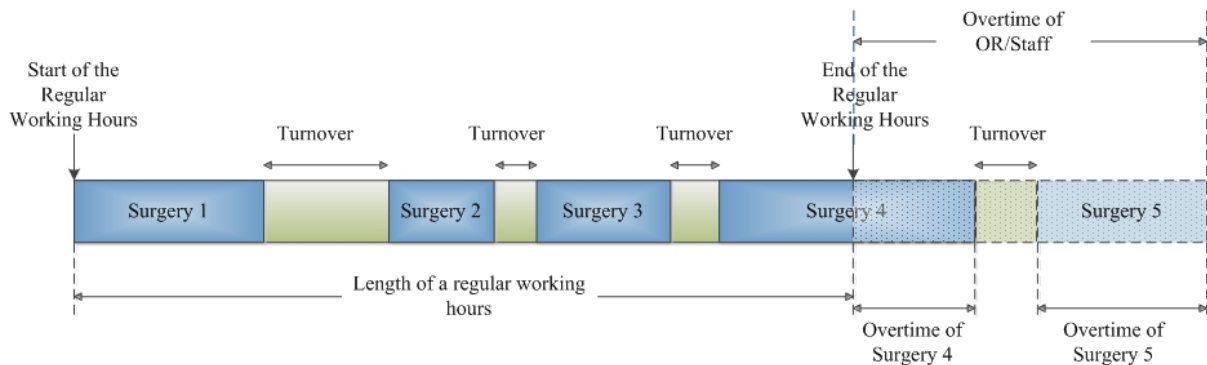 Overtime of
OR/Staff
Start of the
Regular
Working Hours
End of the
Regular
Working Hours
Turnover
Turnover
Turnover
Turnover
Surgery 1
Surgery 2
Surgery 3
Surgery 4
Surgery 5
Length of a regular working
hours
Overtime of
Surgery 4
Overtime of
Surgery 5